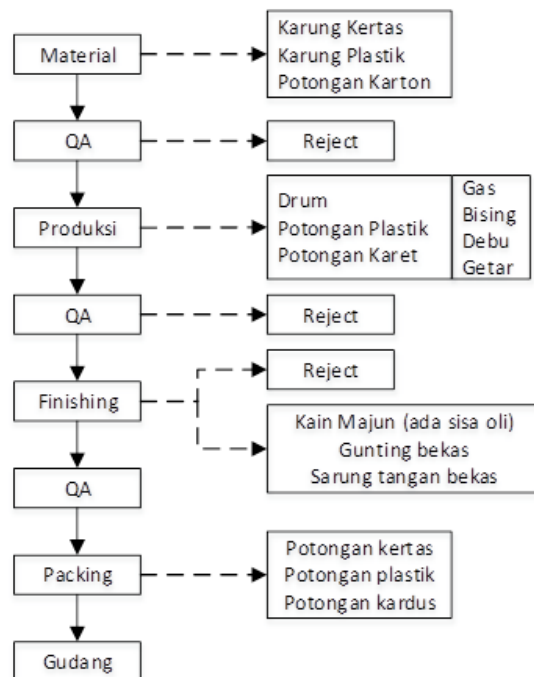 Material
Karung Kertas
Karung Plastik
Potongan Karton
QA
Reject
Produksi
Drum
Potongan Plastik
Potongan Karet
Gas
Bising
Debu
Getar
QA
Reject
Reject
Finishing
Kain Majun (ada sisa oli)
Gunting bekas
Sarung tangan bekas
QA
Packing
Potongan kertas
Potongan plastik
Potongan kardus
Gudang